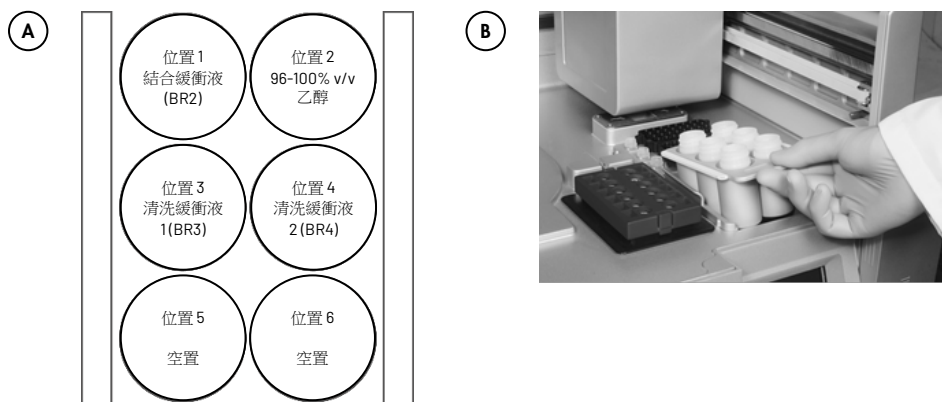 A
B
位置 1
結合緩衝液
(BR2)
位置 2
96-100% v/v
乙醇
位置 3
清洗緩衝液
1 (BR3)
位置 4
清洗緩衝液
2 (BR4)
位置 5
空置
位置 6
空置